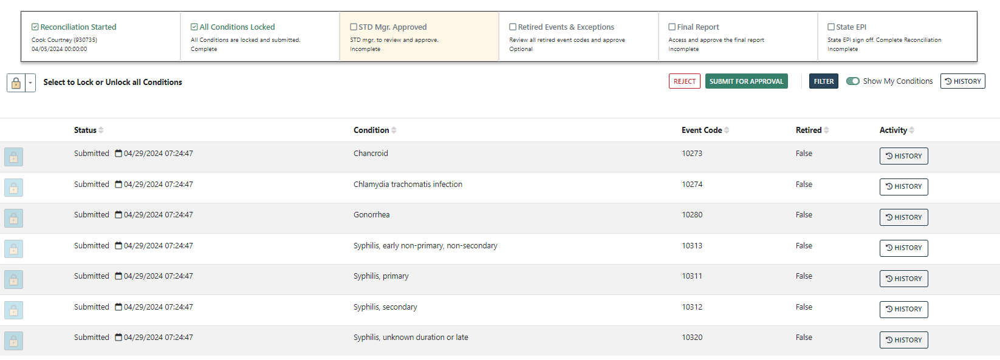 Reconciliation Started
Cook Courtney (930735)
04/05/2024 00:00:00
All Conditions Locked
All Conditions are locked and submitted.
Complete
STD Mgr. Approved
STD mgr. to review and approve.
Incomplete
Retired Events & Exceptions
Review all retired event codes and approve
Optional
Final Report
Access and approve the final report
Incomplete
State EPI
State EPI sign off. Complete Reconciliation
Incomplete
Select to Lock or Unlock all Conditions
REJECT SUBMIT FOR APPROVAL FILTER Show My Conditions HISTORY
Status Condition Event Code Retired Activity
Submitted 04/29/2024 07:24:47 Chancroid 10273 False HISTORY
Submitted 04/29/2024 07:24:47 Chlamydia trachomatis infection 10274 False HISTORY
Submitted 04/29/2024 07:24:47 Gonorrhea 10280 False HISTORY
Submitted 04/29/2024 07:24:47 Syphilis, early non-primary, non-secondary 10313 False HISTORY
Submitted 04/29/2024 07:24:47 Syphilis, primary 10311 False HISTORY
Submitted 04/29/2024 07:24:47 Syphilis, secondary 10312 False HISTORY
Submitted 04/29/2024 07:24:47 Syphilis, unknown duration or late 10320 False HISTORY